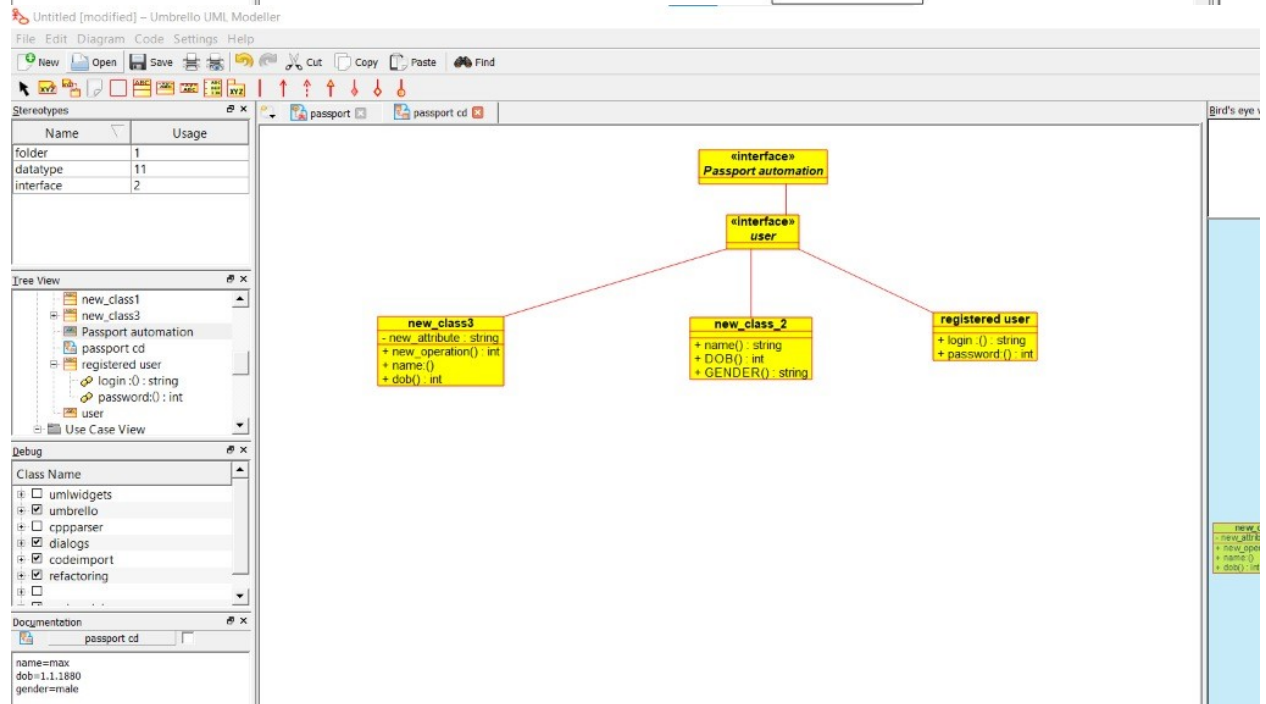 Untitled [modified] – Umbrello UML Modeller
File Edit Diagram Code Settings Help
New Open Save Cut Copy Paste Find
Stereotypes
Name Usage
folder 1
datatype 11
interface 2
Tree View
new_class1
new_class3
Passport automation
passport cd
registered user
login :() : string
password:() : int
user
Use Case View
Debug
Class Name
umlwidgets
umbrello
cppparser
dialogs
codeimport
refactoring
Documentation
passport cd
name=max
dob=1.1.1880
gender=male
passport
passport cd
«interface»
Passport automation
«interface»
user
new_class3
- new_attribute : string
+ new_operation() : int
+ name:()
+ dob() : int
new_class_2
+ name() : string
+ DOB() : int
+ GENDER() : string
registered user
+ login :() : string
+ password:() : int
Bird's eye
+ name:()
+ dob() : int